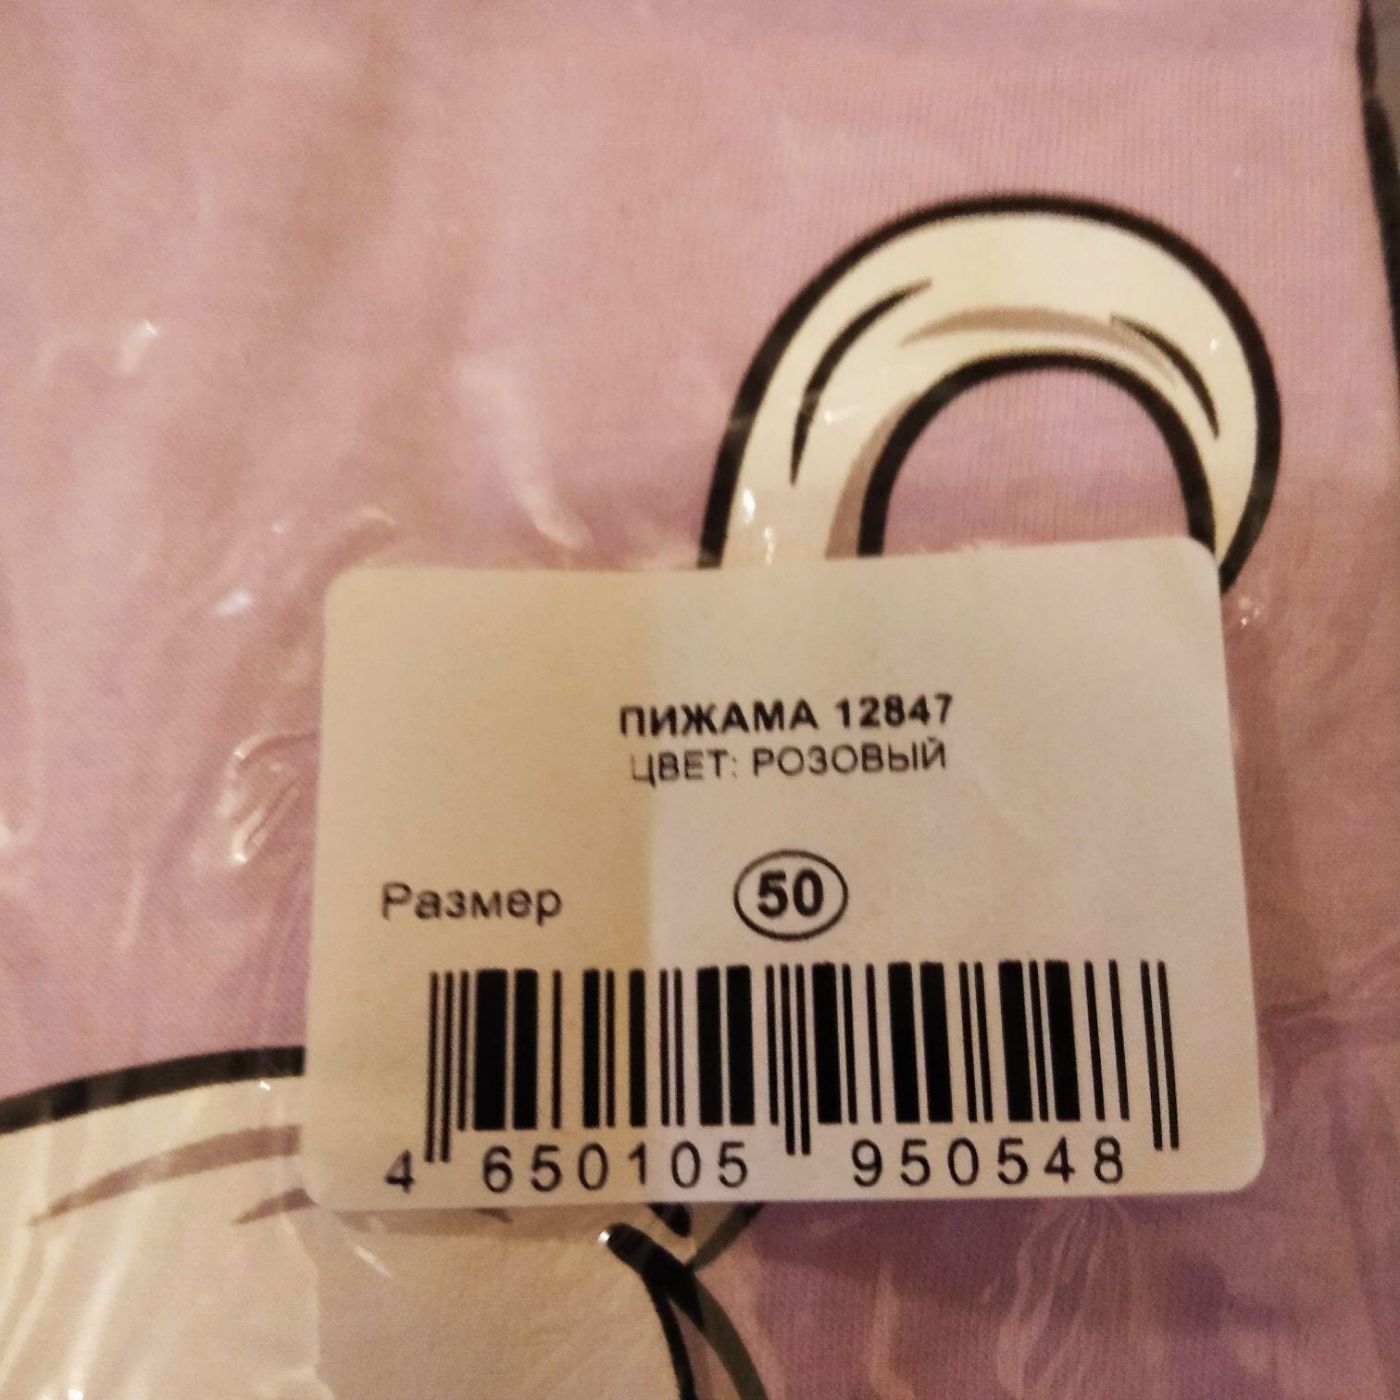 ПИЖАМА 12847
ЦВЕТ: РОЗОВЫЙ
Размер 50
4 650105 950548